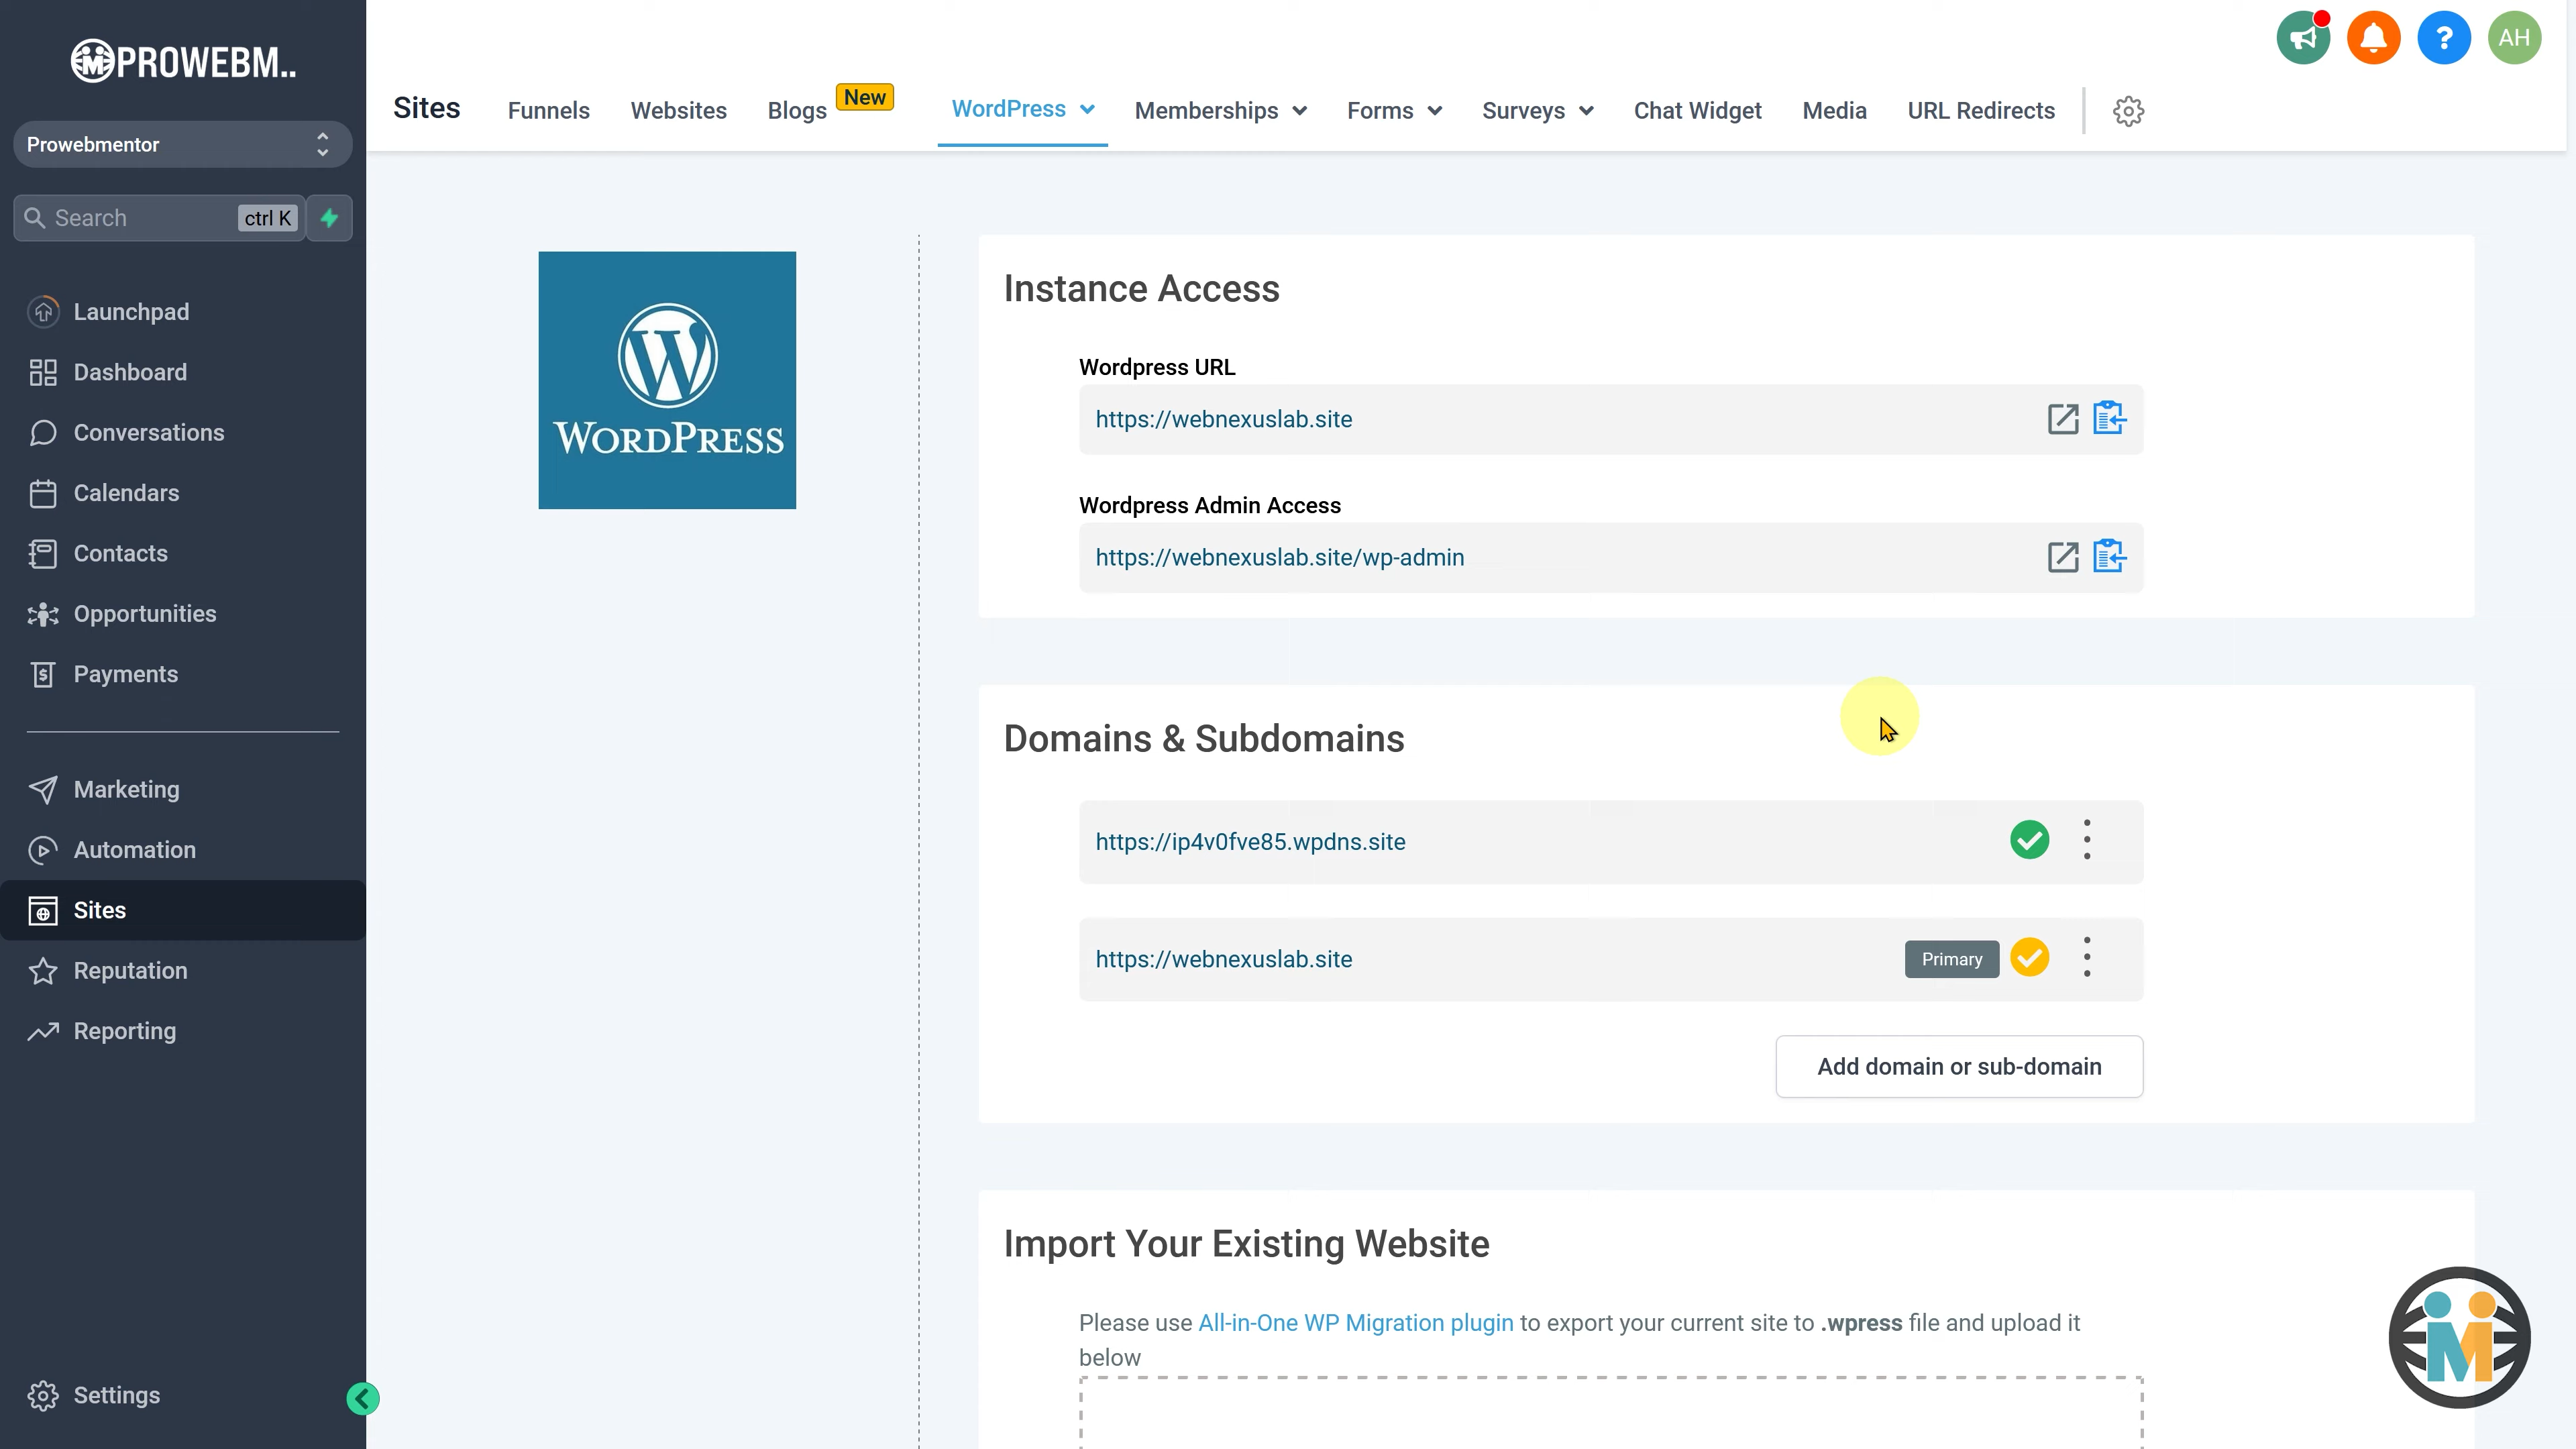 PROWEBM..
Prowebmentor
Search
ctrl K
Launchpad
Dashboard
Conversations
Calendars
Contacts
Opportunities
Payments
Marketing
Automation
Sites
Reputation
Reporting
Settings
AH
Sites
Funnels
Websites
Blogs
New
WordPress
Memberships
Forms
Surveys
Chat Widget
Media
URL Redirects
WORDPRESS
Instance Access
Wordpress URL
https://webnexuslab.site
Wordpress Admin Access
https://webnexuslab.site/wp-admin
Domains & Subdomains
https://ip4v0fve85.wpdns.site
https://webnexuslab.site
Primary
Add domain or sub-domain
Import Your Existing Website
Please use All-in-One WP Migration plugin to export your current site to .wpress file and upload it
below